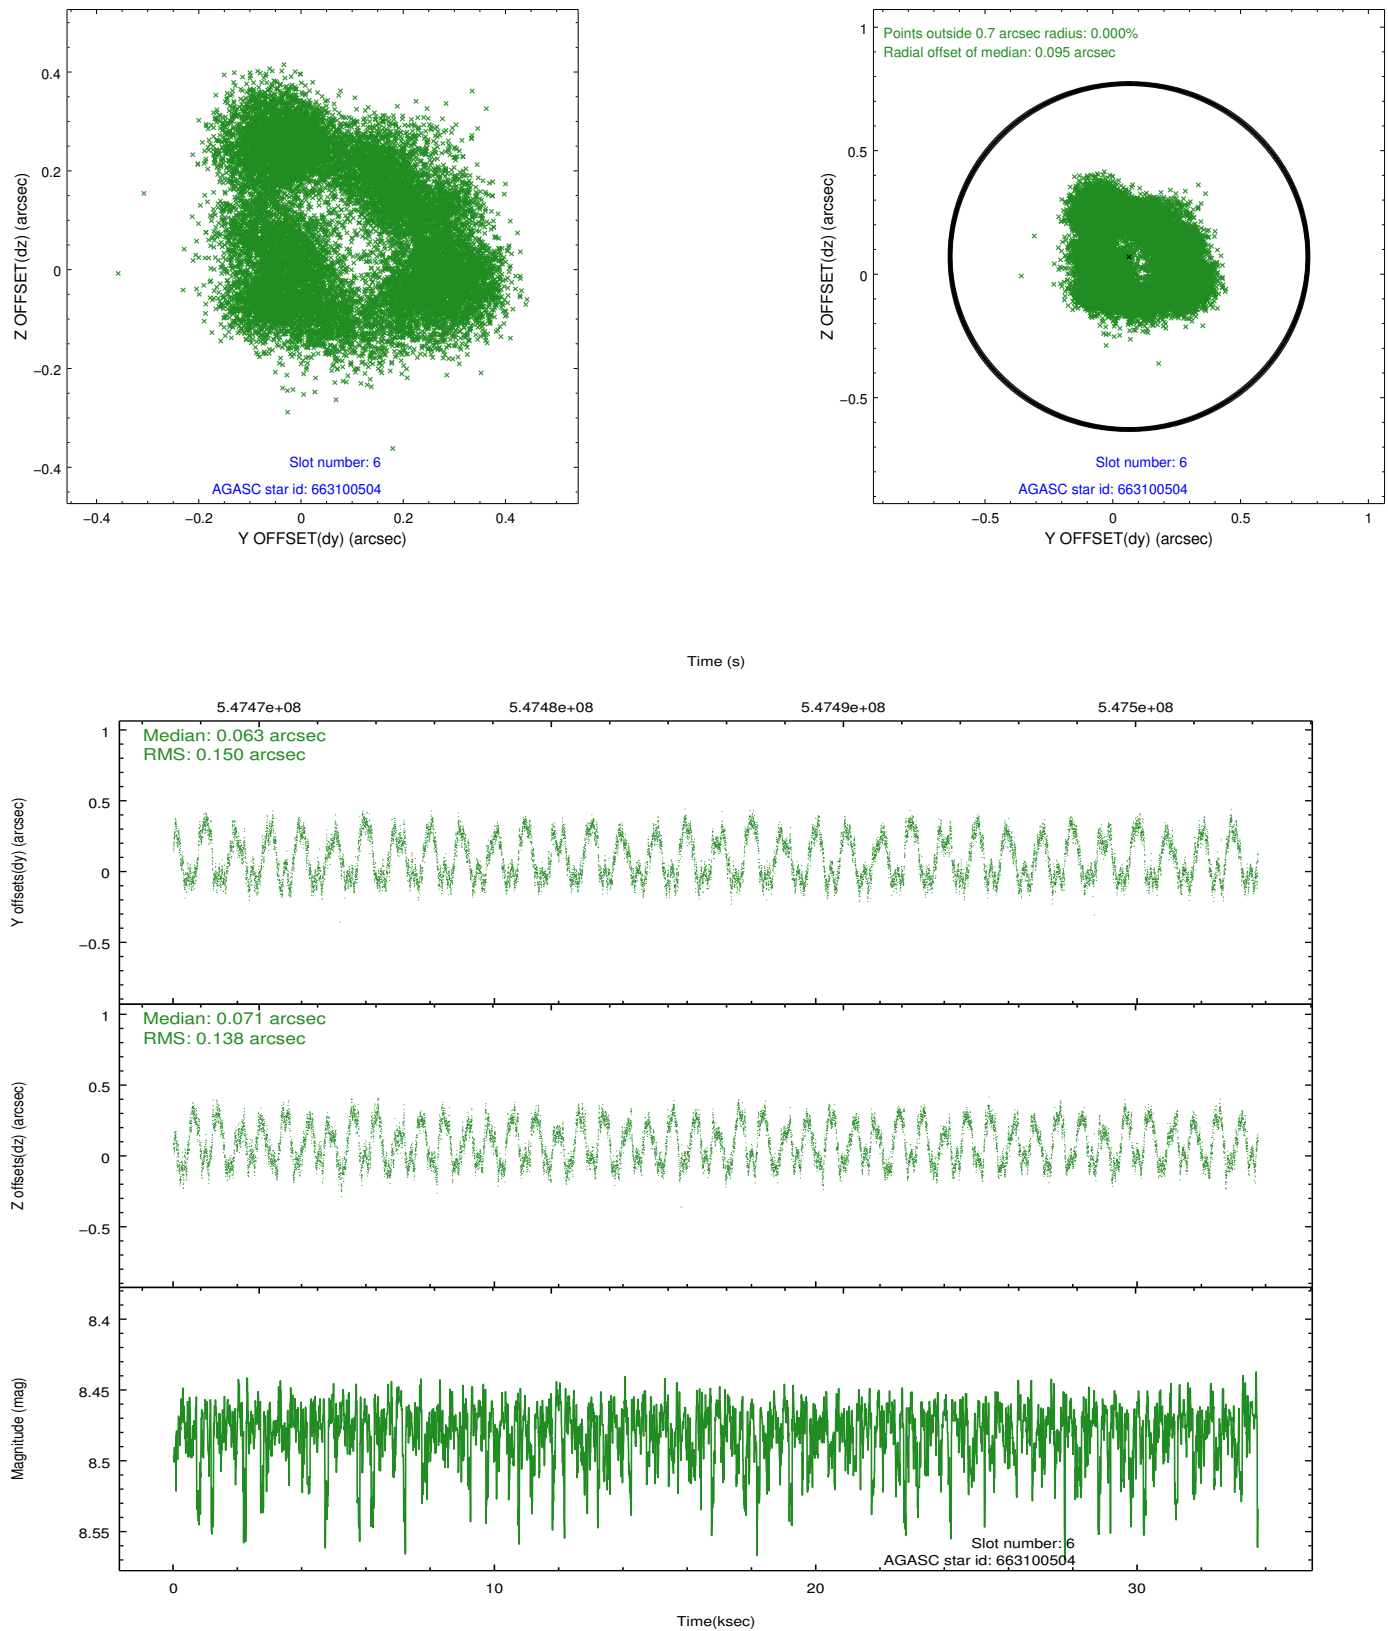 0.4
0.2
0
−0.2
−0.4
Z OFFSET(dz) (arcsec)
Slot number: 6
AGASC star id: 663100504
−0.4
−0.2
0
0.2
0.4
Y OFFSET(dy) (arcsec)
Points outside 0.7 arcsec radius: 0.000%
Radial offset of median: 0.095 arcsec
1
0.5
0
−0.5
Z OFFSET(dz) (arcsec)
Slot number: 6
AGASC star id: 663100504
−0.5
0
0.5
1
Y OFFSET(dy) (arcsec)
Time (s)
5.4747e+08
5.4748e+08
5.4749e+08
5.475e+08
Median: 0.063 arcsec
RMS: 0.150 arcsec
1
0.5
0
−0.5
Y offsets(dy) (arcsec)
Median: 0.071 arcsec
RMS: 0.138 arcsec
1
0.5
0
−0.5
Z offsets(dz) (arcsec)
8.4
8.45
8.5
8.55
Magnitude (mag)
Slot number: 6
AGASC star id: 663100504
0
10
20
30
Time(ksec)